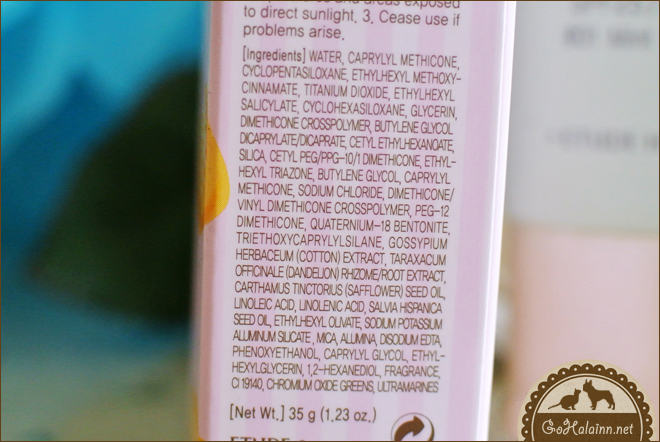 and areas exposed
to direct sunlight. 3. Cease use if
problems arise.
[Ingredients] WATER, CAPRYLYL METHICONE,
CYCLOPENTASILOXANE, ETHYLHEXYL METHOXY-
CINNAMATE, TITANIUM DIOXIDE, ETHYLHEXYL
SALICYLATE, CYCLOHEXASILOXANE, GLYCERIN,
DIMETHICONE CROSSPOLYMER, BUTYLENE GLYCOL
DICAPRYLATE/DICAPRATE, CETYL ETHYLHEXANOATE,
SILICA, CETYL PEG/PPG-10/1 DIMETHICONE, ETHYL-
HEXYL TRIAZONE, BUTYLENE GLYCOL, CAPRYLYL
METHICONE, SODIUM CHLORIDE, DIMETHICONE/
VINYL DIMETHICONE CROSSPOLYMER, PEG-12
DIMETHICONE, QUATERNIUM-18 BENTONITE,
TRIETHOXYCAPRYLYLSILANE, GOSSYPIUM
HERBACEUM (COTTON) EXTRACT, TARAXACUM
OFFICINALE (DANDELION) RHIZOME/ROOT EXTRACT,
CARTHAMUS TINCTORIUS (SAFFLOWER) SEED OIL,
LINOLEIC ACID, LINOLENIC ACID, SALVIA HISPANICA
SEED OIL, ETHYLHEXYL OLIVATE, SODIUM POTASSIUM
ALUMINUM SILICATE, MICA, ALUMINA, DISODIUM EDTA,
PHENOXYETHANOL, CAPRYLYL GLYCOL, ETHYL-
HEXYLGLYCERIN, 1,2-HEXANEDIOL, FRAGRANCE,
CI 19140, CHROMIUM OXIDE GREENS, ULTRAMARINES
[Net Wt.] 35 g (1.23 oz.)
ETUDE
GoHalainn.net